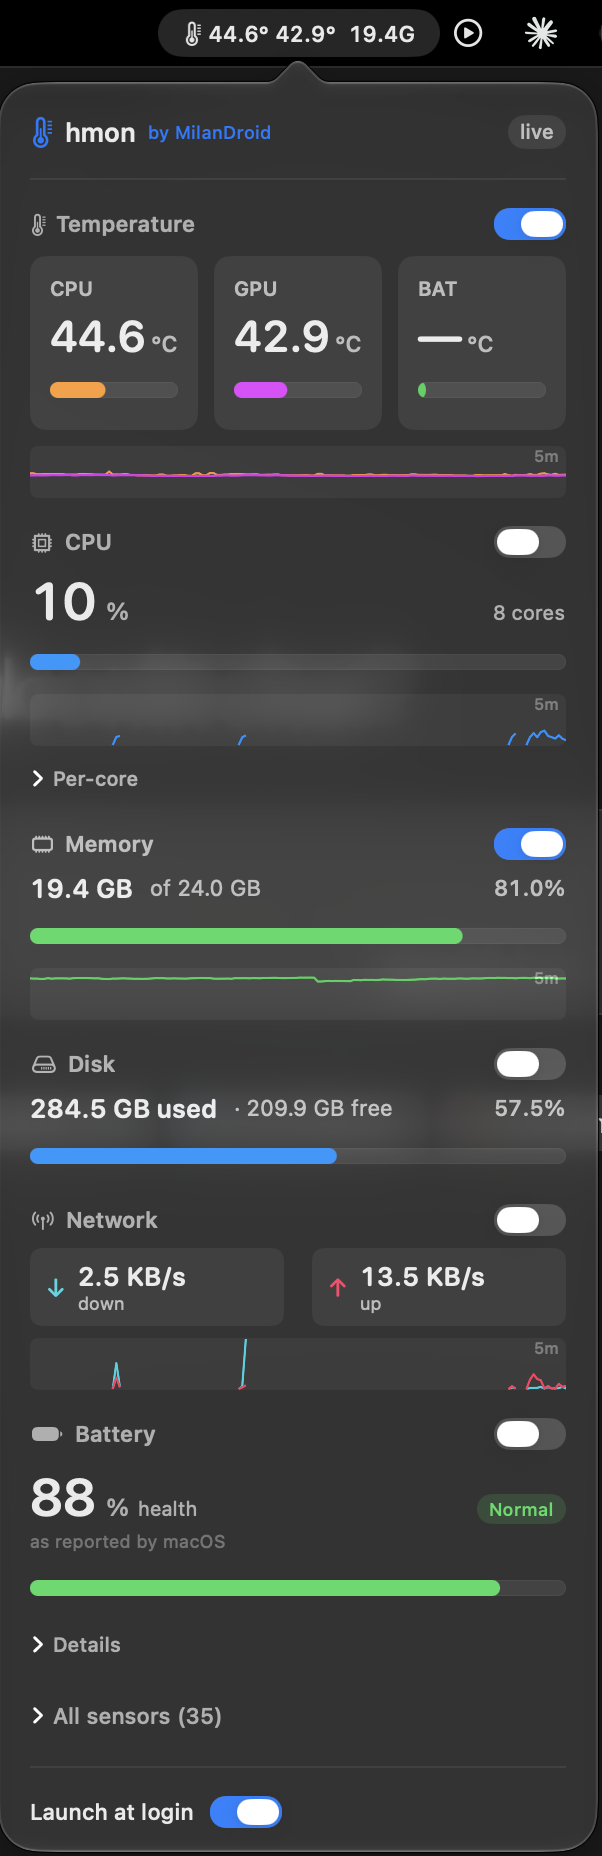 44.6° 42.9° 19.4G
hmon by MilanDroid live
Temperature
CPU GPU BAT
44.6 °C 42.9 °C — °C
5m
CPU
10 % 8 cores
5m
Per-core
Memory
19.4 GB of 24.0 GB 81.0%
5m
Disk
284.5 GB used · 209.9 GB free 57.5%
Network
↓ 2.5 KB/s ↑ 13.5 KB/s
down up
5m
Battery
88 % health Normal
as reported by macOS
Details
All sensors (35)
Launch at login